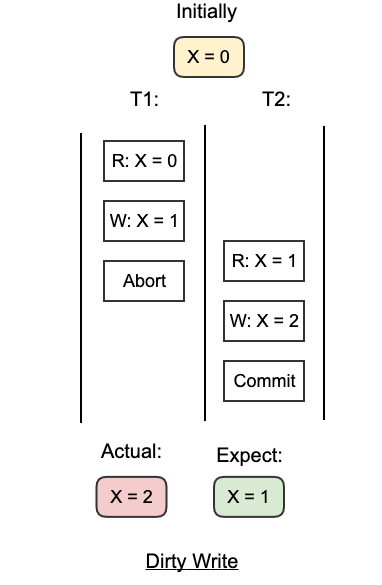 Initially
X = 0
T1:
T2:
R: X = 0
W: X = 1
R: X = 1
Abort
W: X = 2
Commit
Actual:
Expect:
X = 2
X = 1
Dirty Write